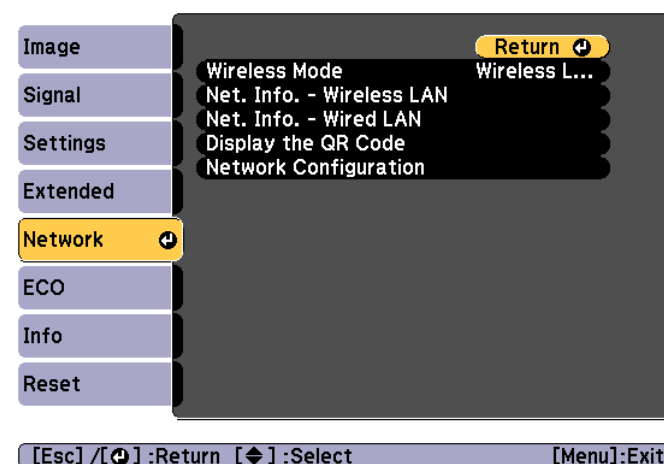 Image
Signal
Settings
Extended
Network
ECO
Info
Reset
Return
Wireless Mode Wireless L...
Net. Info. - Wireless LAN
Net. Info. - Wired LAN
Display the QR Code
Network Configuration
[Esc] /[ ] :Return [ ] :Select [Menu]:Exit